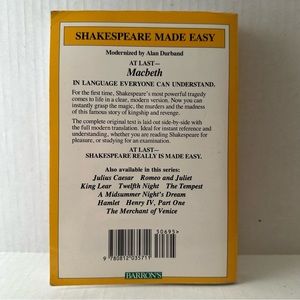 SHAKESPEARE MADE EASY
Modernized by Alan Durband
AT LAST—
Macbeth
IN LANGUAGE EVERYONE CAN UNDERSTAND.
For the first time, Shakespeare's most powerful tragedy
comes to life in a clear, modern version. Now you can
instantly grasp the magic, the murders and the madness
of this famous story of kingship and revenge.
The complete original text is laid out side-by-side with
the full modern translation. Ideal for instant reference and
understanding, whether you are reading Shakespeare for
pleasure, or studying for an examination.
AT LAST—
SHAKESPEARE REALLY IS MADE EASY.
Also available in this series:
Julius Caesar Romeo and Juliet
King Lear Twelfth Night The Tempest
A Midsummer Night's Dream
Hamlet Henry IV, Part One
The Merchant of Venice
30695>
9 780812 035711
BARRON'S